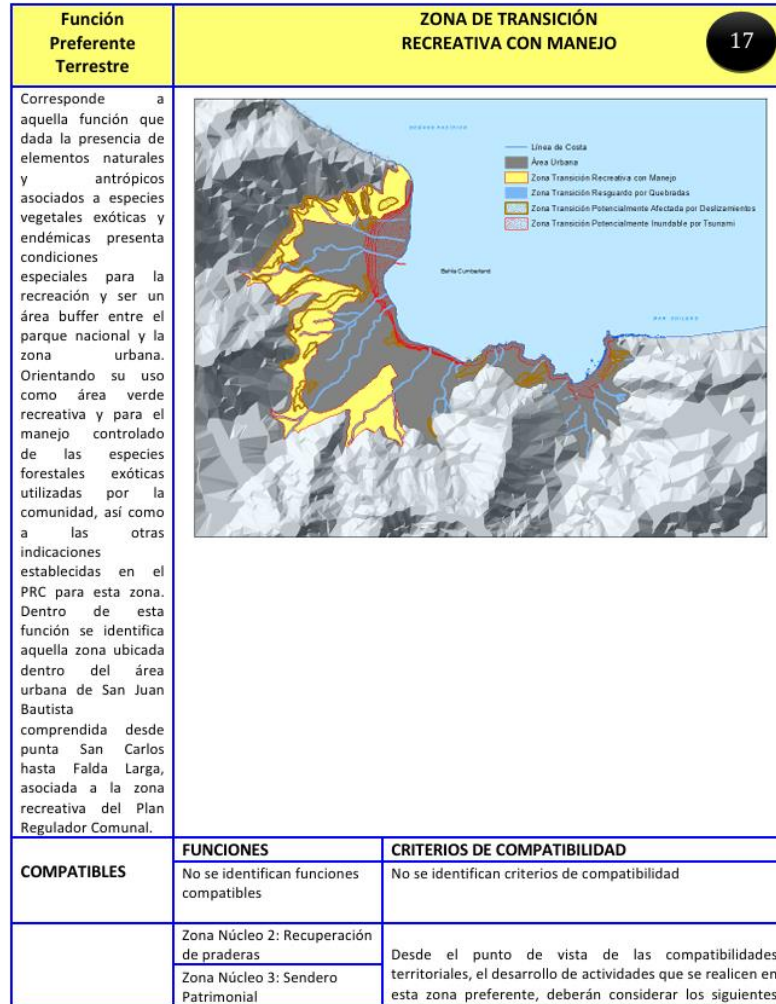 Función
Preferente
Terrestre
ZONA DE TRANSICIÓN
RECREATIVA CON MANEJO
17
Corresponde a
aquella función que
dada la presencia de
elementos naturales
y antrópicos
asociados a especies
vegetales exóticas y
endémicas presenta
condiciones
especiales para la
recreación y ser un
área buffer entre el
parque nacional y la
zona urbana.
Orientando su uso
como área verde
recreativa y para el
manejo controlado
de las especies
forestales exóticas
utilizadas por la
comunidad, así como
a las otras
indicaciones
establecidas en el
PRC para esta zona.
Dentro de esta
función se identifica
aquella zona ubicada
dentro del área
urbana de San Juan
Bautista
comprendida desde
punta San Carlos
hasta Falda Larga,
asociada a la zona
recreativa del Plan
Regulador Comunal.
OCEANO PACIFICO
Línea de Costa
Área Urbana
Zona Transición Recreativa con Manejo
Zona Transición Resguardo por Quebradas
Zona Transición Potencialmente Afectada por Deslizamientos
Zona Transición Potencialmente Inundable por Tsunami
Bahía Cumberland
MAR CHILENO
COMPATIBLES
FUNCIONES
CRITERIOS DE COMPATIBILIDAD
No se identifican funciones
compatibles
No se identifican criterios de compatibilidad
Zona Núcleo 2: Recuperación
de praderas
Zona Núcleo 3: Sendero
Patrimonial
Desde el punto de vista de las compatibilidades
territoriales, el desarrollo de actividades que se realicen en
esta zona preferente, deberán considerar los siguientes